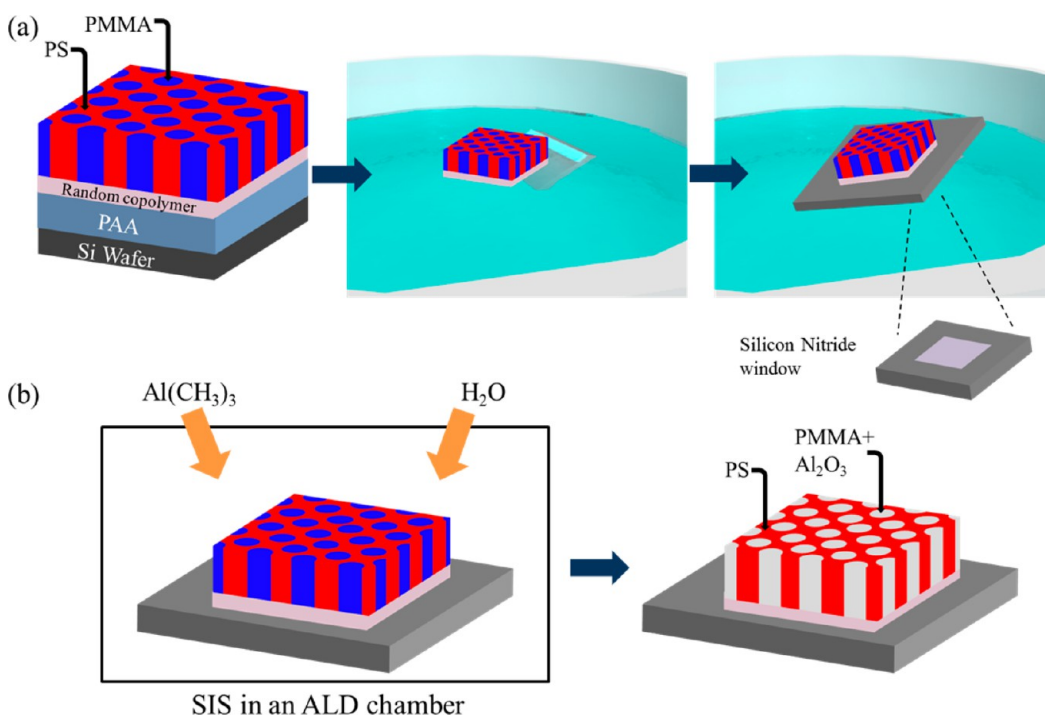 (a)
PMMA
PS
Random copolymer
PAA
Si Wafer
Silicon Nitride
window
(b)
Al(CH₃)₃
H₂O
SIS in an ALD chamber
PMMA+
Al₂O₃
PS